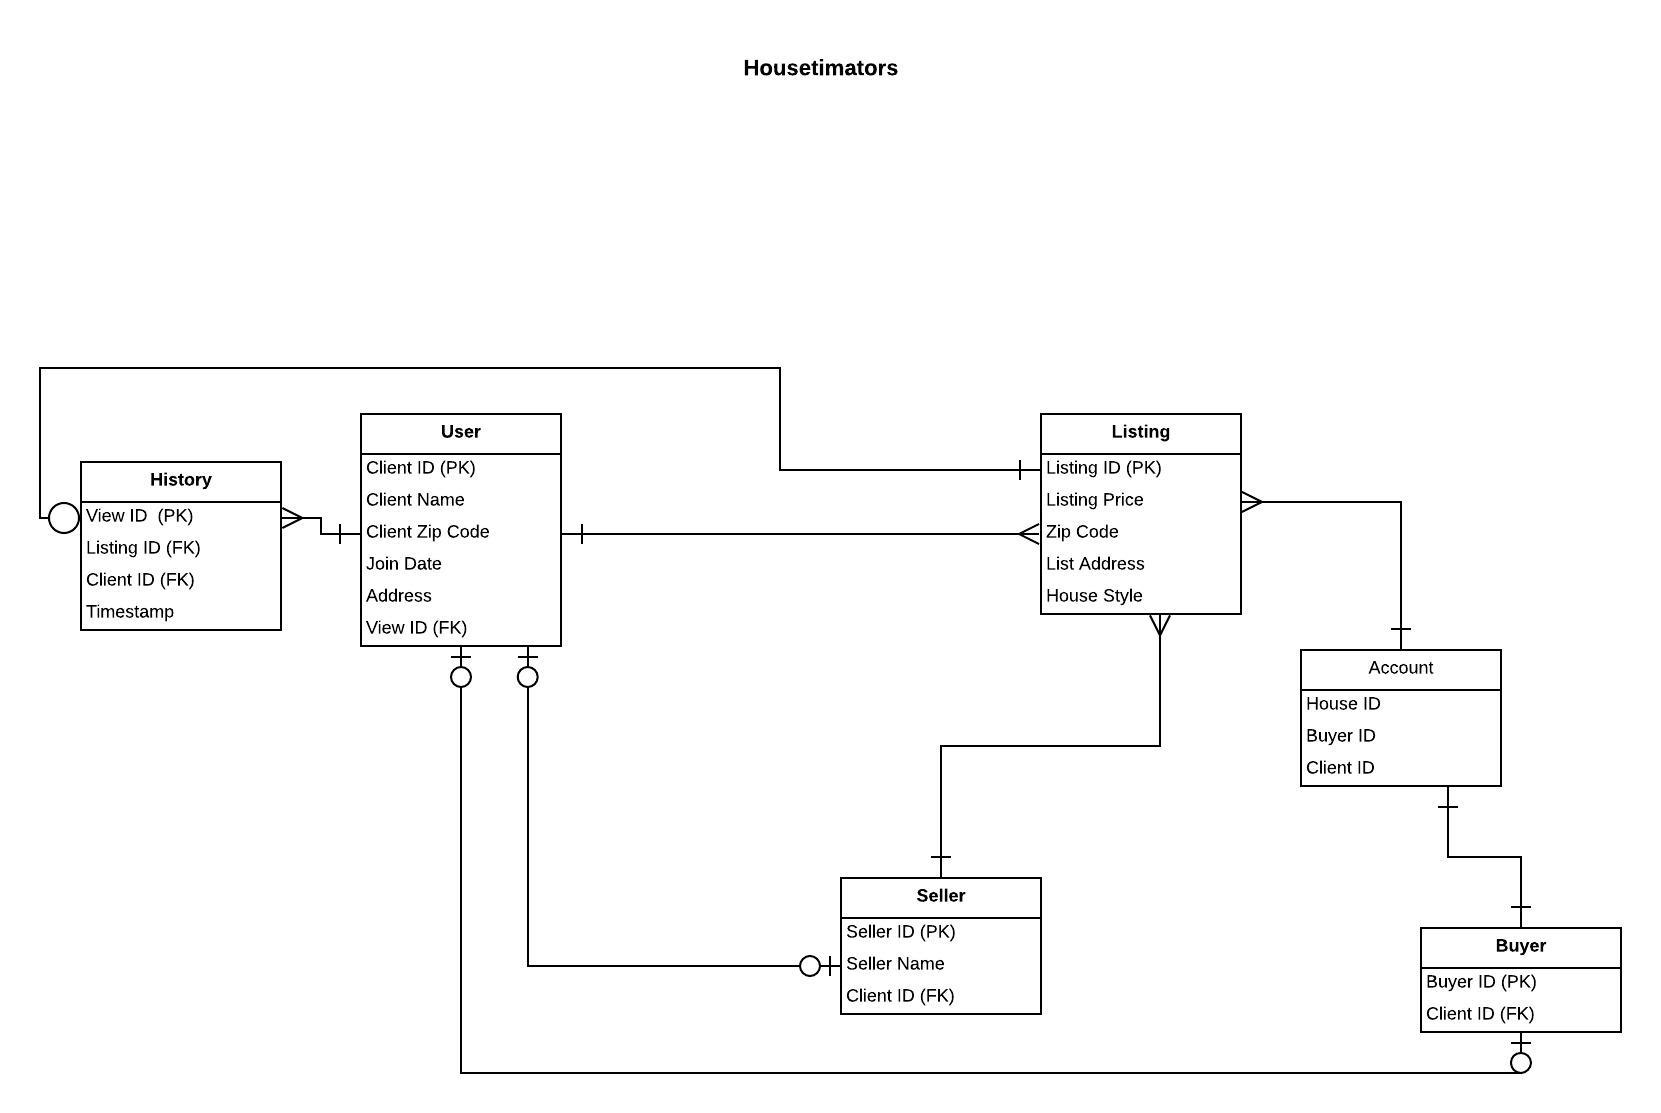 Housetimators
History
View ID (PK)
Listing ID (FK)
Client ID (FK)
Timestamp
User
Client ID (PK)
Client Name
Client Zip Code
Join Date
Address
View ID (FK)
Listing
Listing ID (PK)
Listing Price
Zip Code
List Address
House Style
Account
House ID
Buyer ID
Client ID
Seller
Seller ID (PK)
Seller Name
Client ID (FK)
Buyer
Buyer ID (PK)
Client ID (FK)